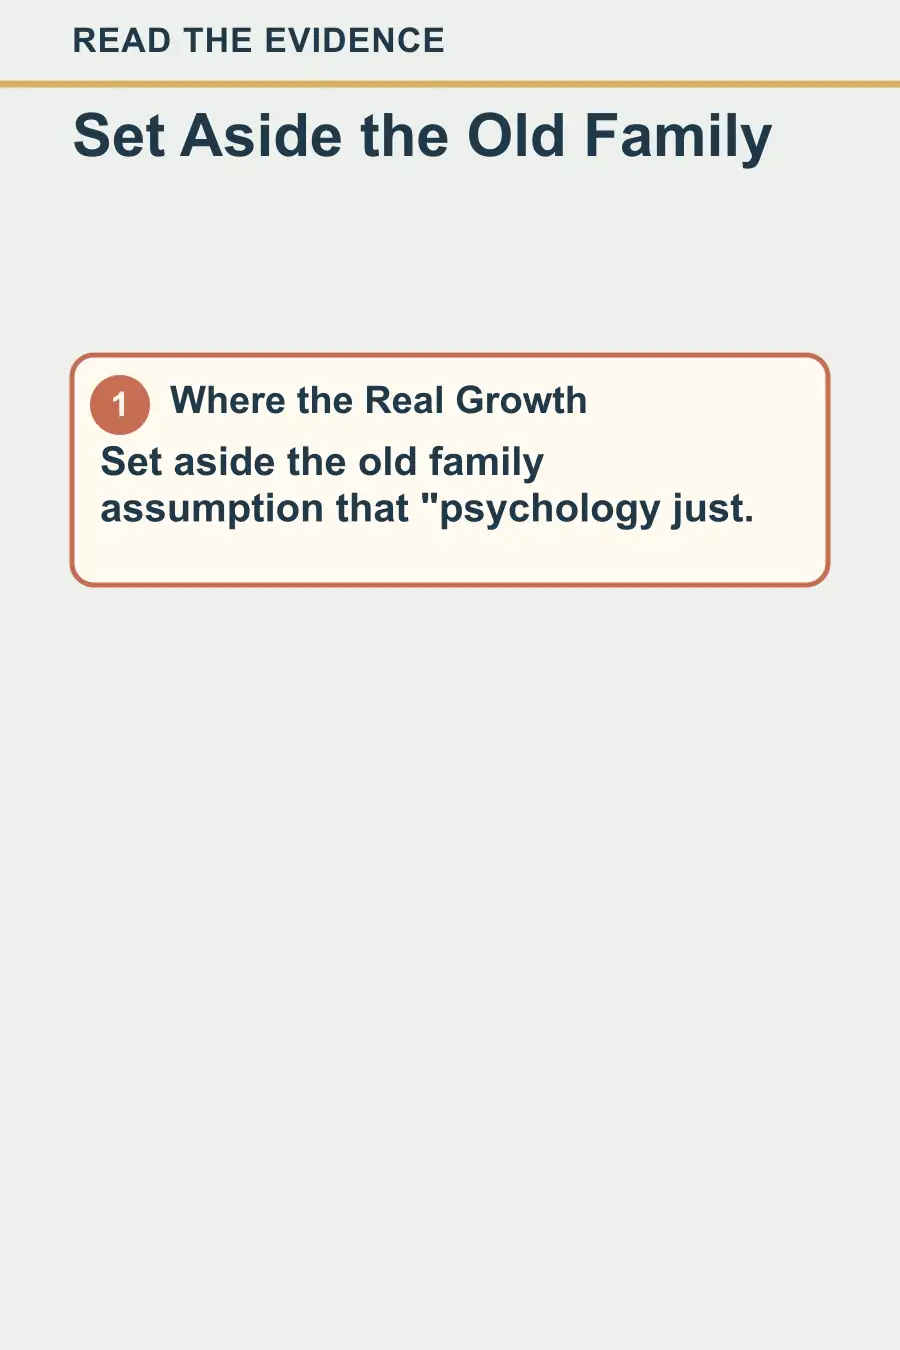 READ THE EVIDENCE
Set Aside the Old Family
1
Where the Real Growth
Set aside the old family
assumption that "psychology just.